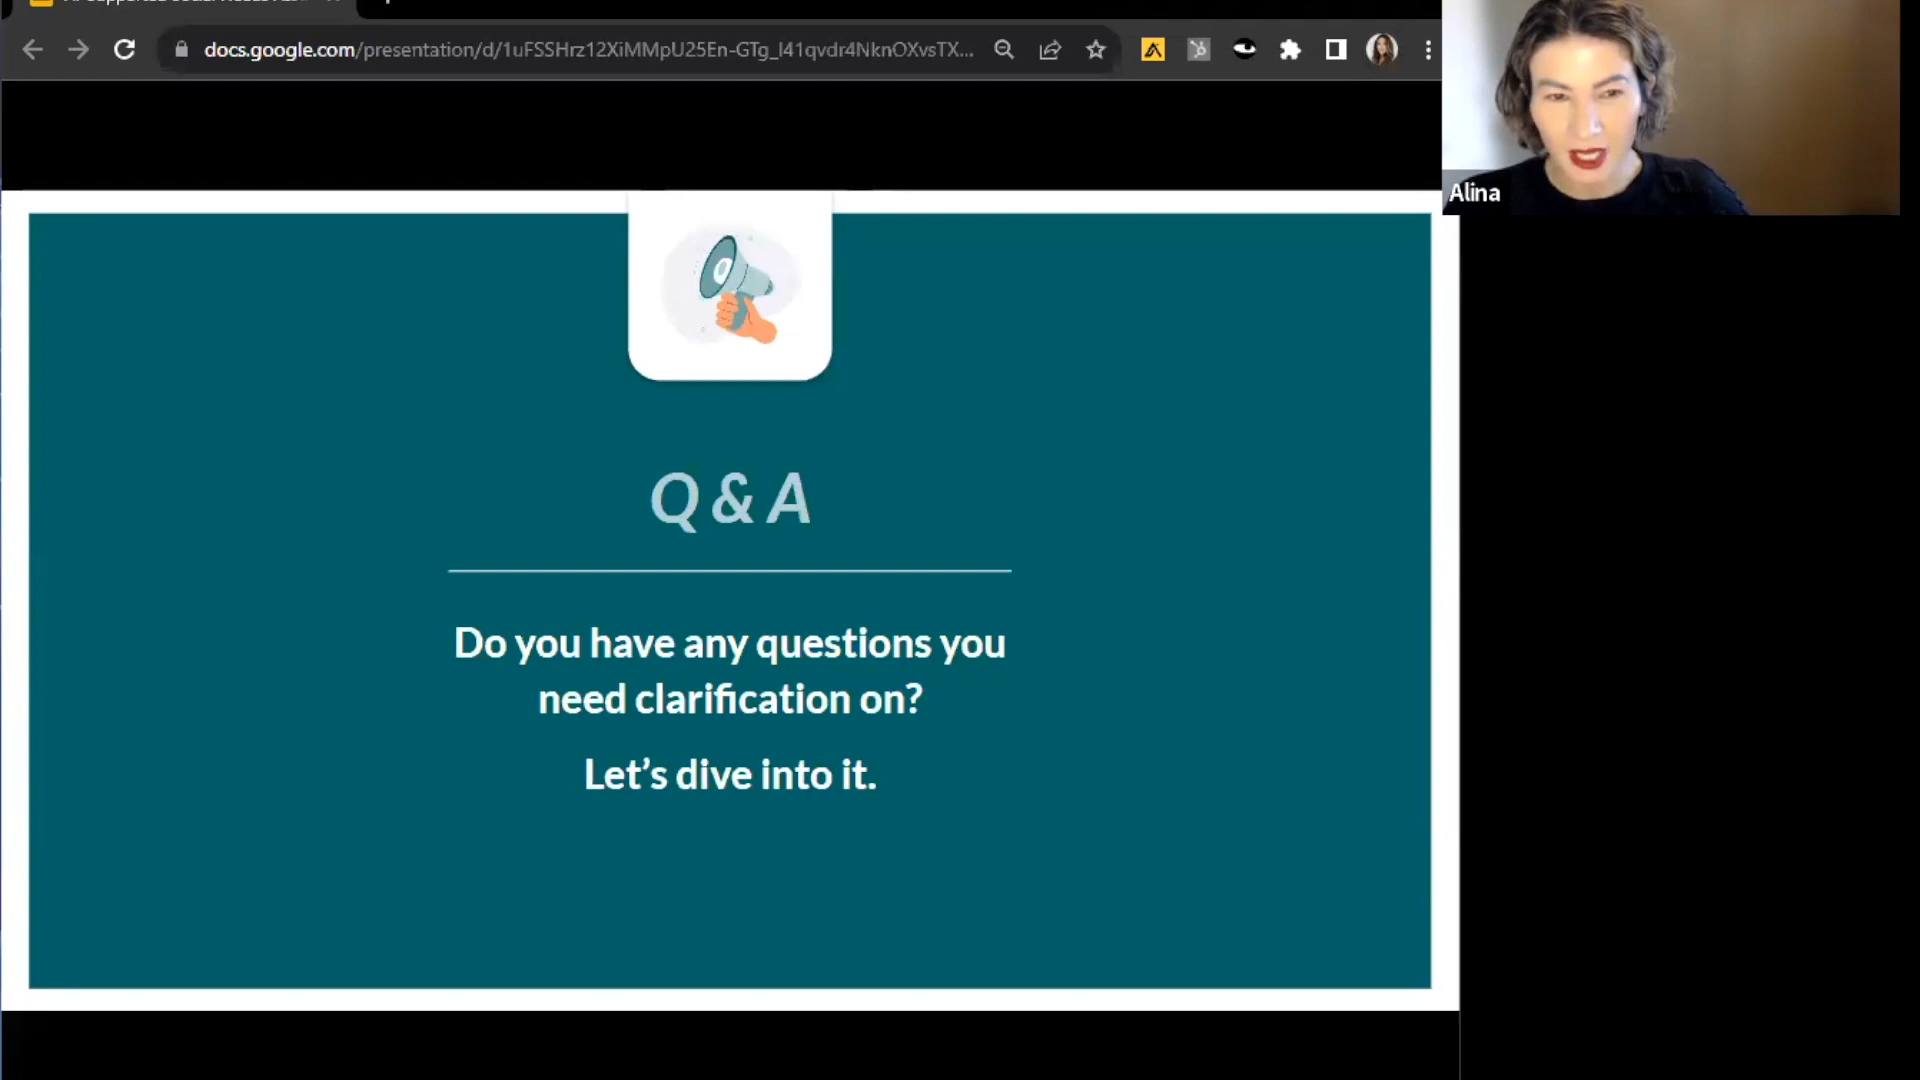 docs.google.com/presentation/d/1uFSSHrz12XiMMpU25En-GTg_I41qvdr4NknOXvsTX...
Alina
Q & A
Do you have any questions you
need clarification on?
Let’s dive into it.